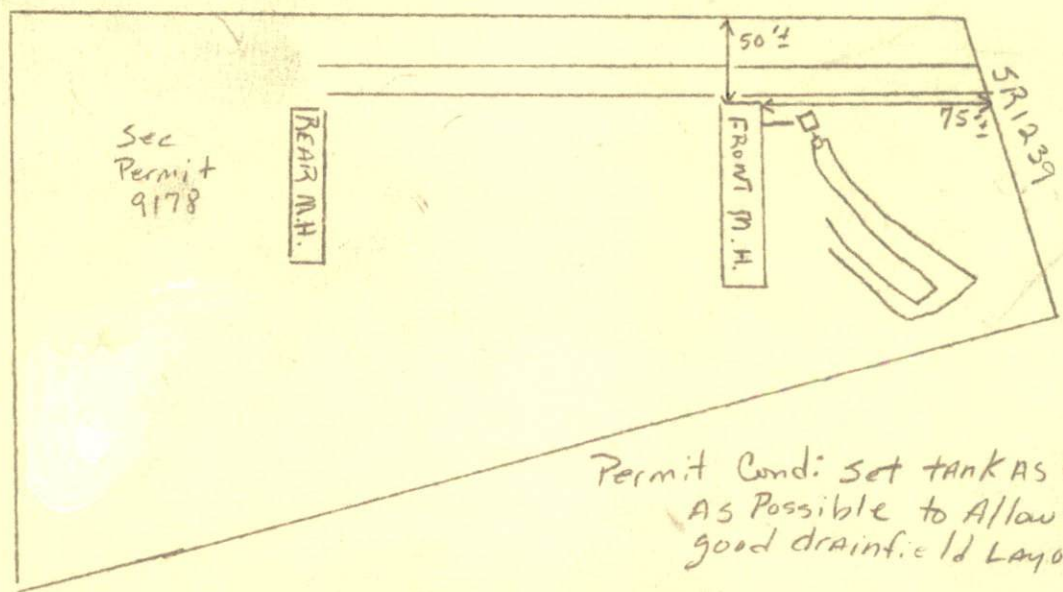 50'±
SR1239
75'±
See
Permit
9178
REAR M.H.
FRONT M.H.
Permit Cond: Set tANK AS
As Possible to Allow
good drainfield LAyo